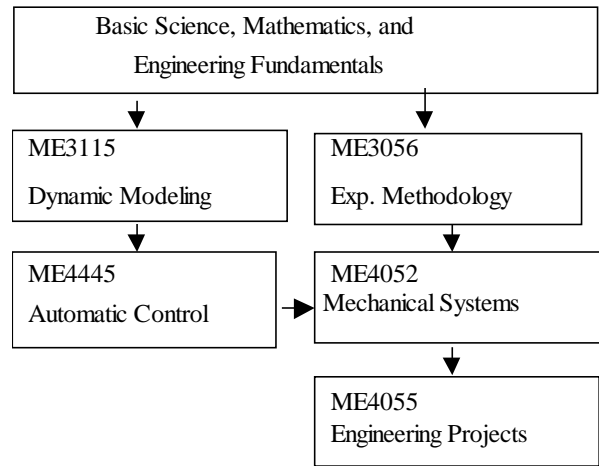 Basic Science, Mathematics, and
Engineering Fundamentals
ME3115
Dynamic Modeling
ME3056
Exp. Methodology
ME4445
Automatic Control
ME4052
Mechanical Systems
ME4055
Engineering Projects